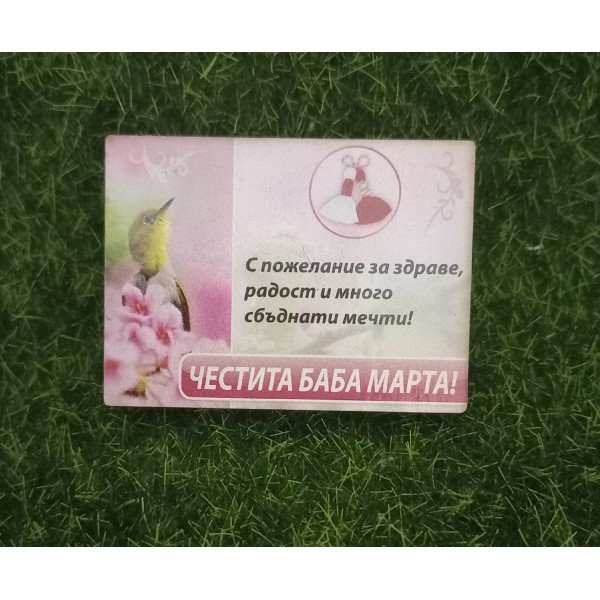 С пожелание за здраве,
радост и много
сбъднати мечти!
ЧЕСТИТА БАБА МАРТА!